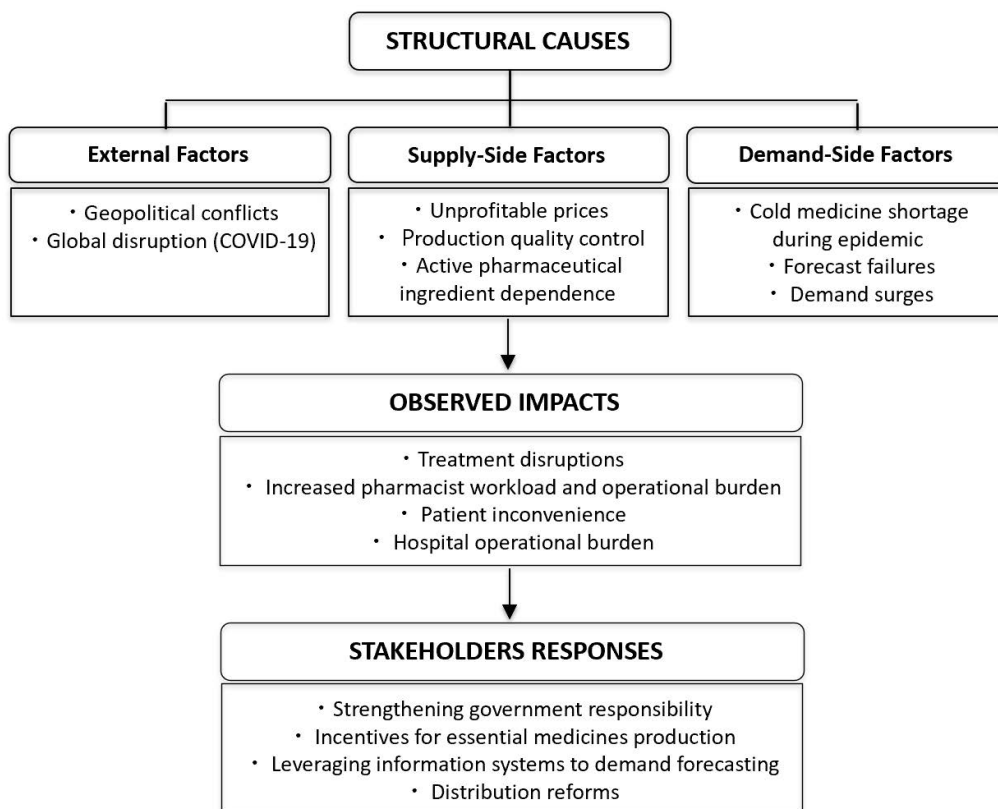 STRUCTURAL CAUSES
External Factors
・ Geopolitical conflicts
・ Global disruption (COVID-19)
Supply-Side Factors
・ Unprofitable prices
・ Production quality control
・ Active pharmaceutical
ingredient dependence
Demand-Side Factors
・ Cold medicine shortage
during epidemic
・ Forecast failures
・ Demand surges
OBSERVED IMPACTS
・ Treatment disruptions
・ Increased pharmacist workload and operational burden
・ Patient inconvenience
・ Hospital operational burden
STAKEHOLDERS RESPONSES
・ Strengthening government responsibility
・ Incentives for essential medicines production
・ Leveraging information systems to demand forecasting
・ Distribution reforms